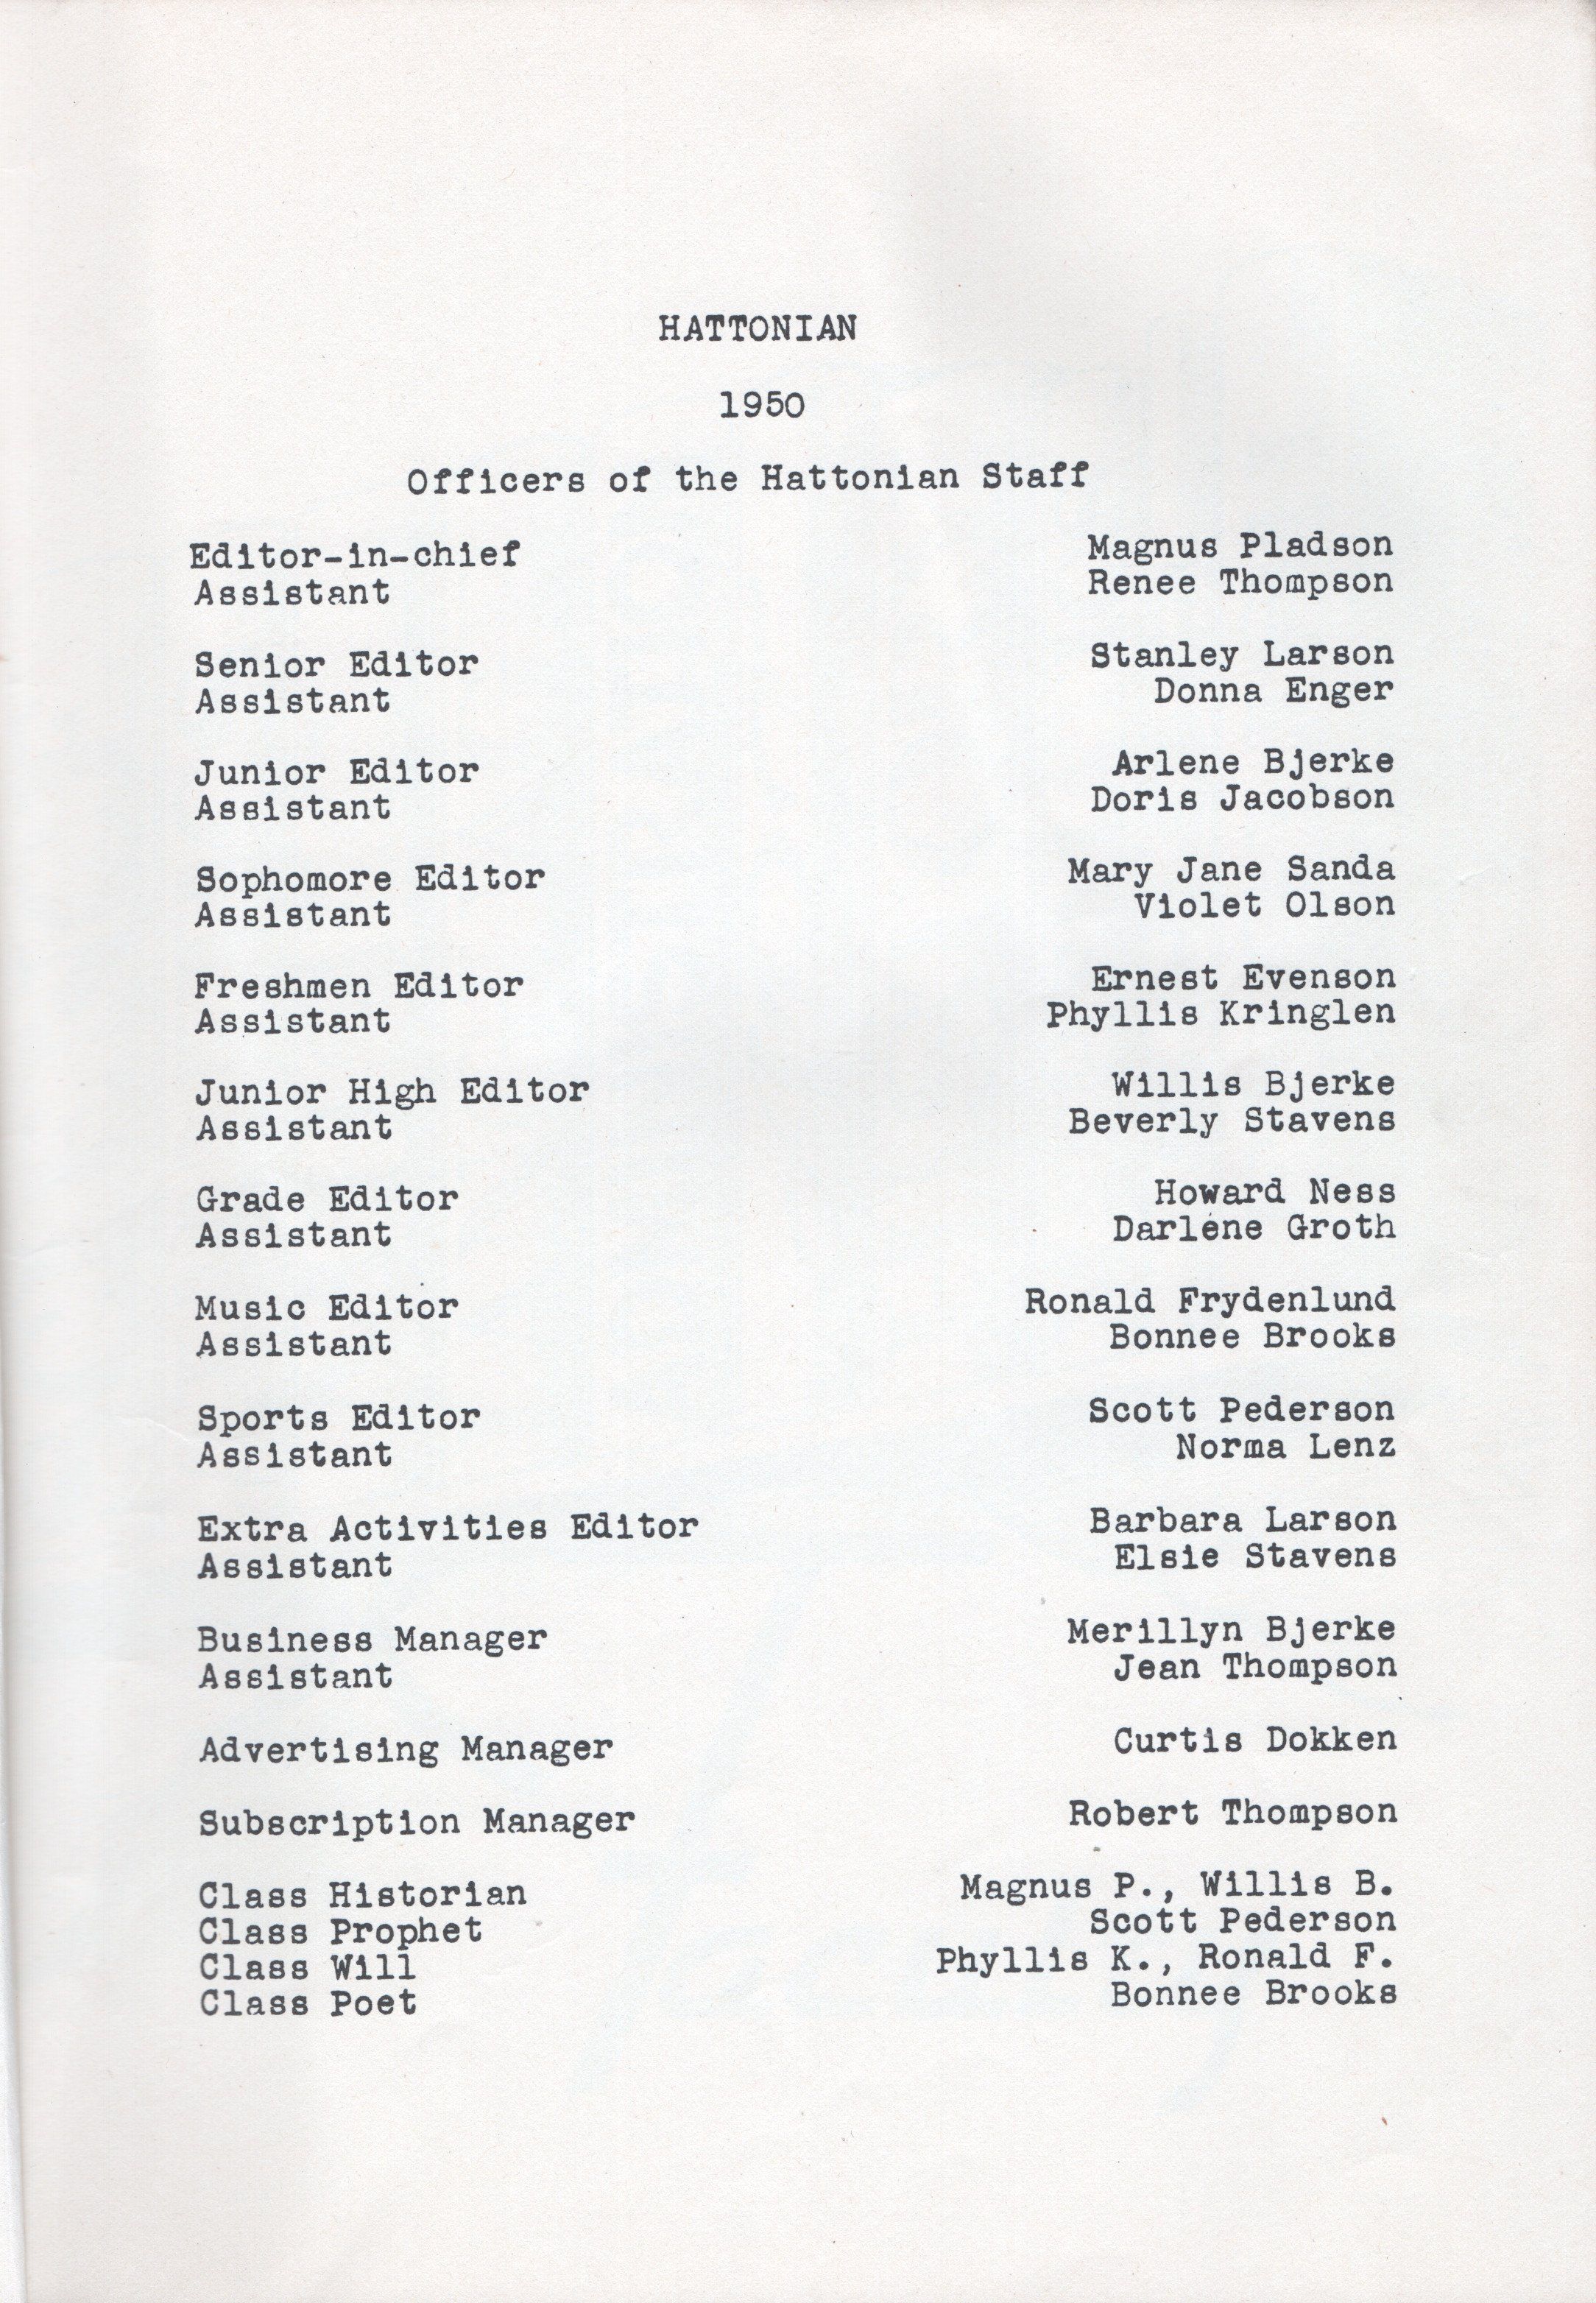 HATTONIAN
1950
Officers of the Hattonian Staff
Editor-in-chief Magnus Pladson
Assistant Renee Thompson
Senior Editor Stanley Larson
Assistant Donna Enger
Junior Editor Arlene Bjerke
Assistant Doris Jacobson
Sophomore Editor Mary Jane Sanda
Assistant Violet Olson
Freshmen Editor Ernest Evenson
Assistant Phyllis Kringlen
Junior High Editor Willis Bjerke
Assistant Beverly Stavens
Grade Editor Howard Ness
Assistant Darlene Groth
Music Editor Ronald Frydenlund
Assistant Bonnee Brooks
Sports Editor Scott Pederson
Assistant Norma Lenz
Extra Activities Editor Barbara Larson
Assistant Elsie Stavens
Business Manager Merillyn Bjerke
Assistant Jean Thompson
Advertising Manager Curtis Dokken
Subscription Manager Robert Thompson
Class Historian Magnus P., Willis B.
Class Prophet Scott Pederson
Class Will Phyllis K., Ronald F.
Class Poet Bonnee Brooks